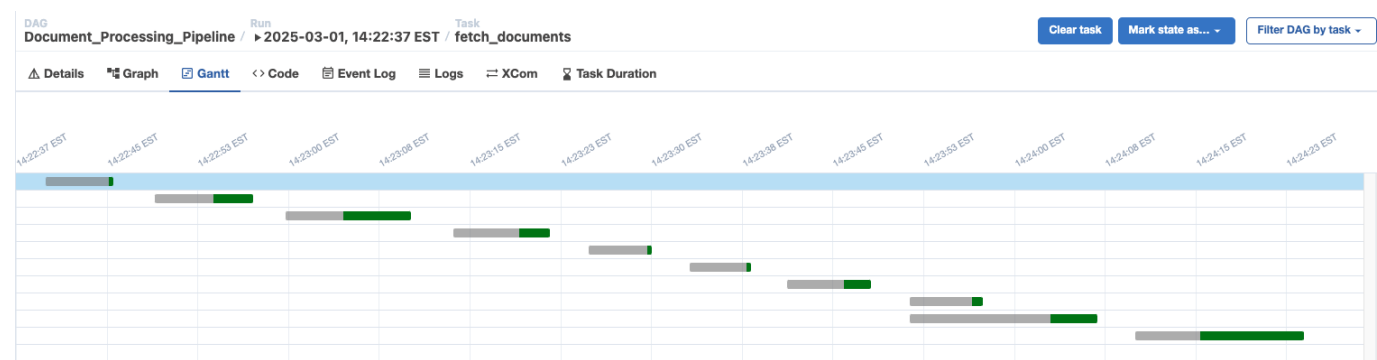 DAG Run Task
Document_Processing_Pipeline / ▸ 2025-03-01, 14:22:37 EST / fetch_documents
Clear task Mark state as... Filter DAG by task
Details Graph Gantt Code Event Log Logs XCom Task Duration
14:22:37 EST
14:22:45 EST
14:22:53 EST
14:23:00 EST
14:23:08 EST
14:23:15 EST
14:23:23 EST
14:23:30 EST
14:23:38 EST
14:23:45 EST
14:23:53 EST
14:24:00 EST
14:24:08 EST
14:24:15 EST
14:24:23 EST